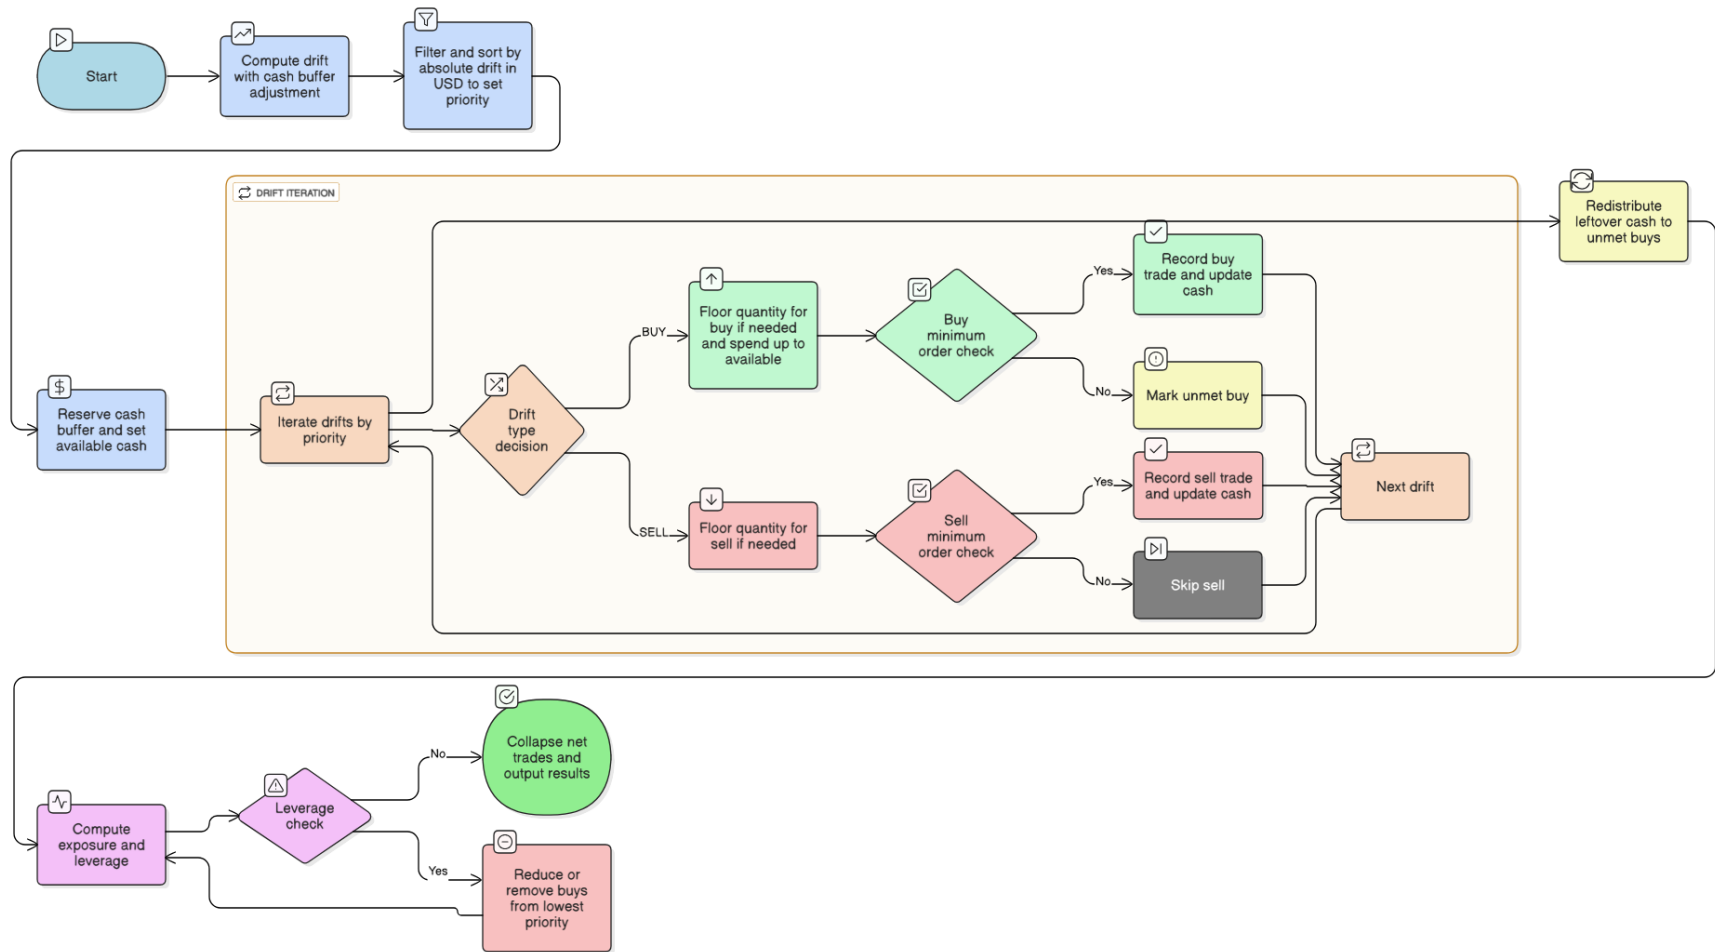 Start
Compute drift
with cash buffer
adjustment
Filter and sort by
absolute drift in
USD to set
priority
DRIFT ITERATION
Redistribute
leftover cash to
unmet buys
Reserve cash
buffer and set
available cash
Iterate drifts by
priority
Drift
type
decision
BUY
SELL
Floor quantity for
buy if needed
and spend up to
available
Buy
minimum
order check
Yes
No
Record buy
trade and update
cash
Mark unmet buy
Floor quantity for
sell if needed
Sell
minimum
order check
Yes
No
Record sell trade
and update cash
Skip sell
Next drift
Compute
exposure and
leverage
Leverage
check
No
Yes
Collapse net
trades and
output results
Reduce or
remove buys
from lowest
priority